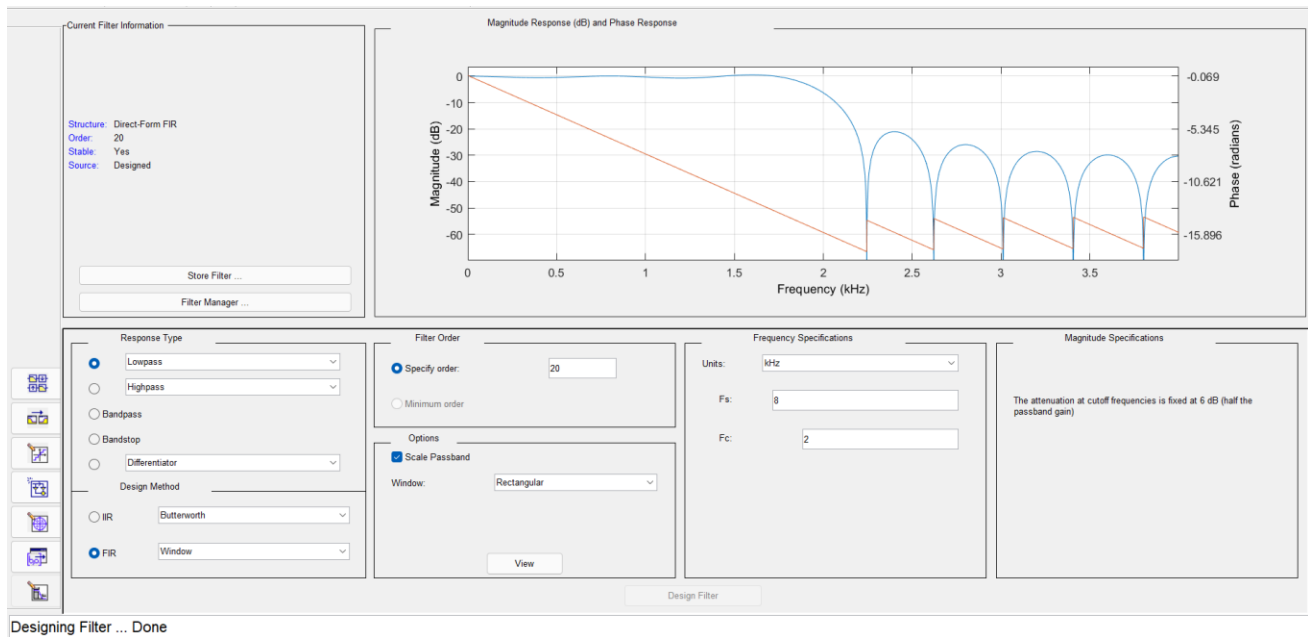 Current Filter Information
Structure: Direct-Form FIR
Order: 20
Stable: Yes
Source: Designed
Store Filter ...
Filter Manager ...
Magnitude Response (dB) and Phase Response
0
-10
-20
-30
-40
-50
-60
Magnitude (dB)
-0.069
-5.345
-10.621
-15.896
Phase (radians)
0 0.5 1 1.5 2 2.5 3 3.5
Frequency (kHz)
Response Type
Lowpass
Highpass
Bandpass
Bandstop
Differentiator
Design Method
IIR Butterworth
FIR Window
Filter Order
Specify order: 20
Minimum order
Options
Scale Passband
Window: Rectangular
View
Frequency Specifications
Units: kHz
Fs: 8
Fc: 2
Magnitude Specifications
The attenuation at cutoff frequencies is fixed at 6 dB (half the
passband gain)
Design Filter
Designing Filter ... Done